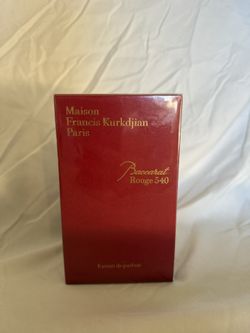 Maison
Francis Kurkdjian
Paris
Baccarat
Rouge 540
Extrait de parfum